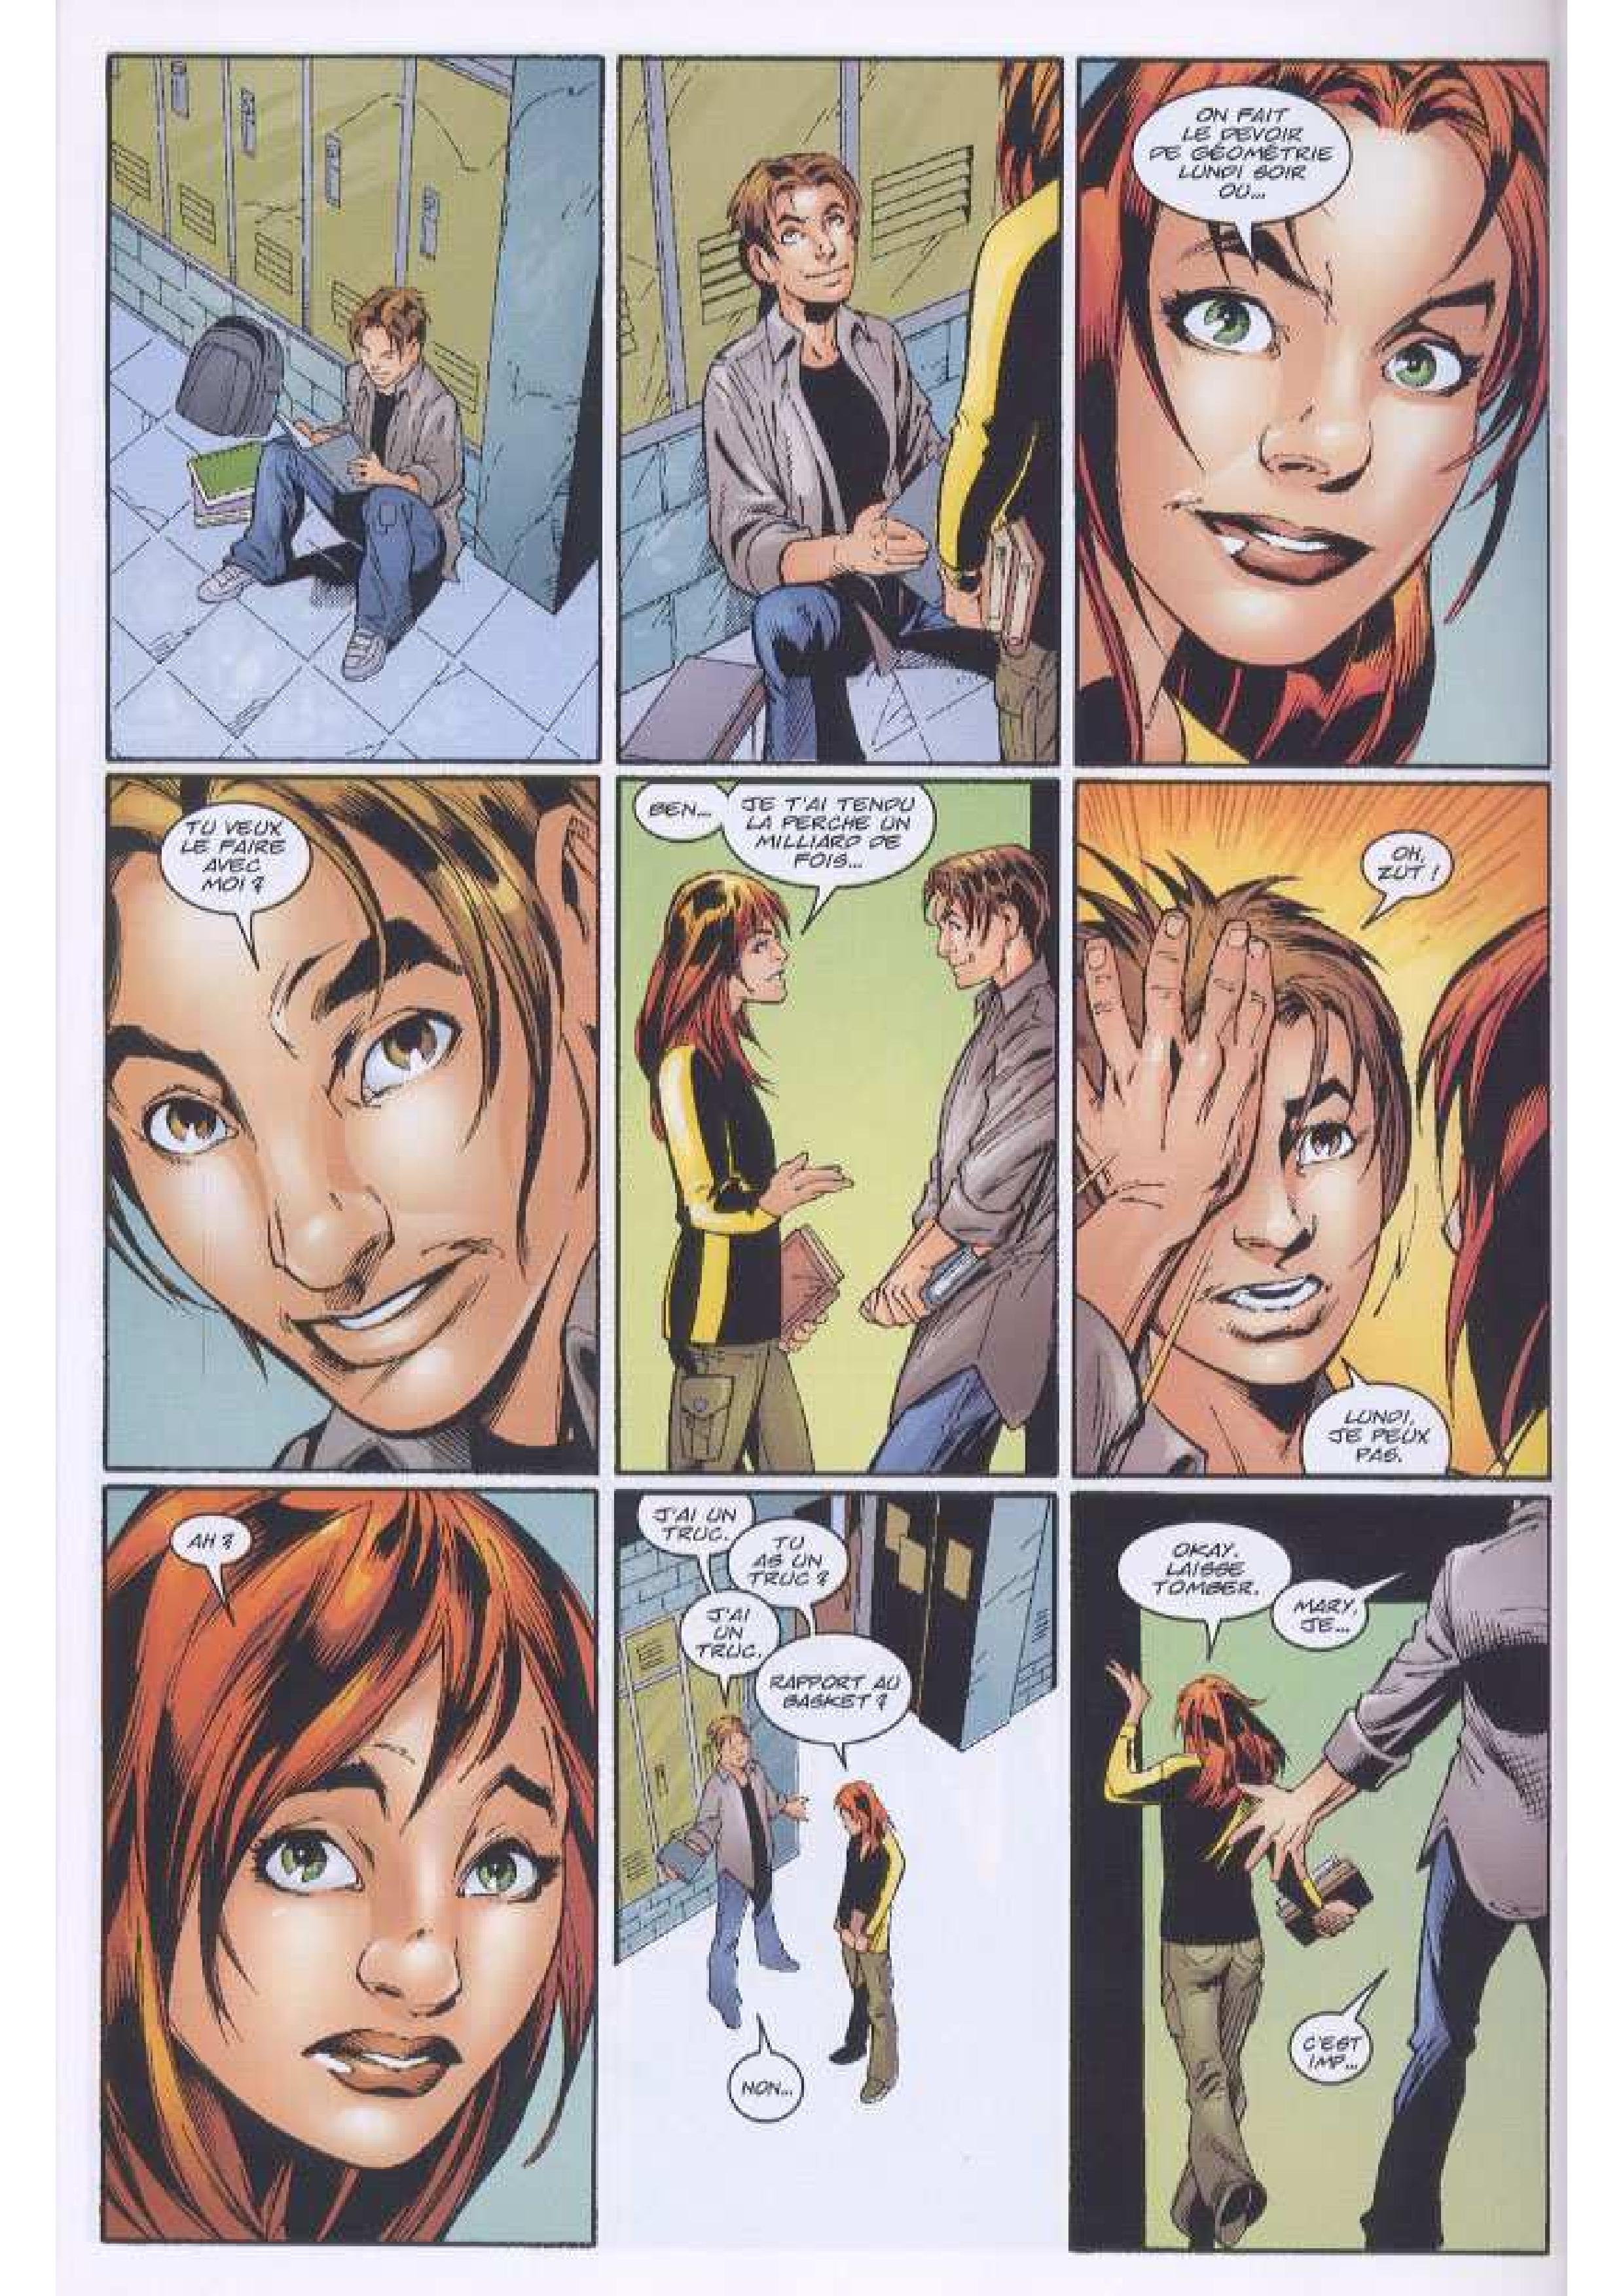 ON FAIT
LE DEVOIR
DE GÉOMÉTRIE
LUNDI SOIR
OU...
TU VEUX
LE FAIRE
AVEC
MOI ?
BEN...
JE T'AI TENDU
LA PERCHE UN
MILLIARD DE
FOIS...
OH,
ZUT !
LUNDI,
JE PEUX
PAS.
AH ?
J'AI UN
TRUC.
TU
AS UN
TRUC ?
J'AI
UN
TRUC.
RAPPORT AU
BASKET ?
NON...
OKAY.
LAISSE
TOMBER.
MARY,
JE...
C'EST
IMP...